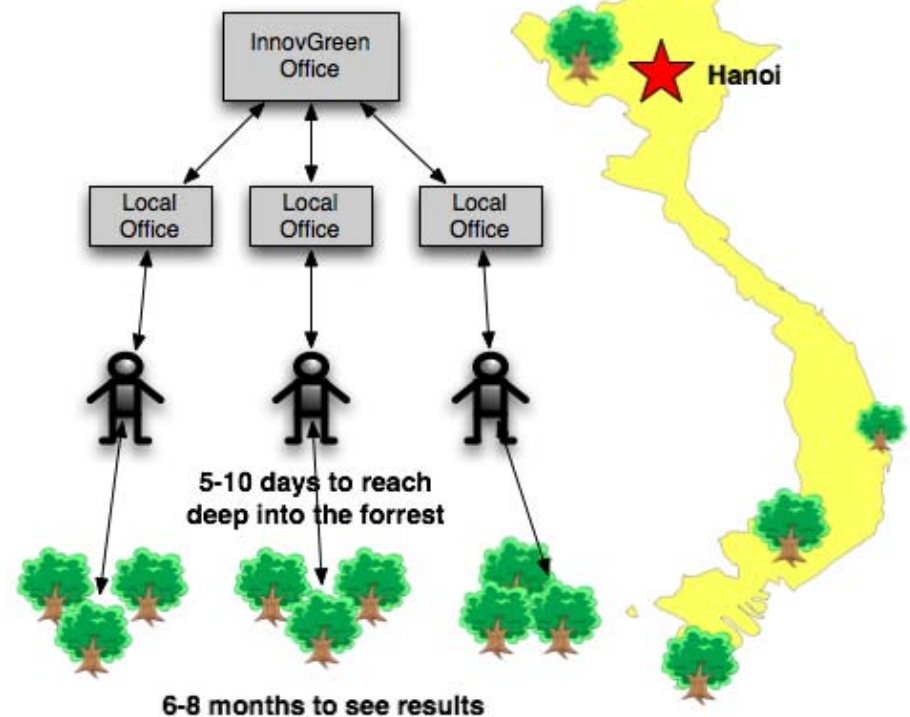 InnovGreen
Office
Hanoi
Local
Office
Local
Office
Local
Office
5-10 days to reach
deep into the forrest
6-8 months to see results